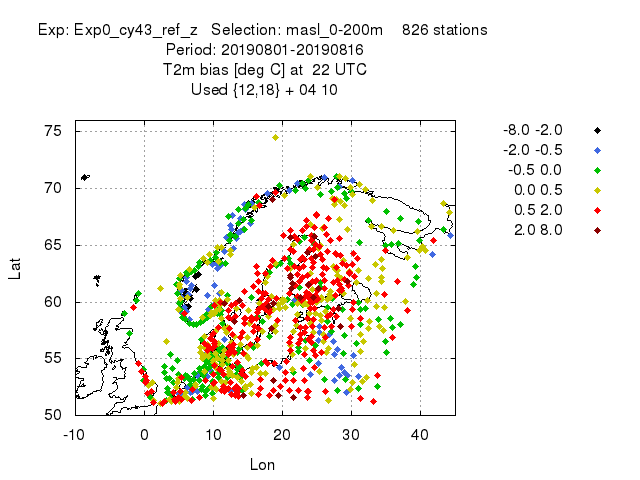 Exp: Exp0_cy43_ref_z   Selection: masl_0-200m    826 stations
Period: 20190801-20190816
T2m bias [deg C] at  22 UTC
Used {12,18} + 04 10
-8.0 -2.0
-2.0 -0.5
-0.5 0.0
0.0 0.5
0.5 2.0
2.0 8.0
75
70
65
60
55
50
Lat
-10 0 10 20 30 40
Lon